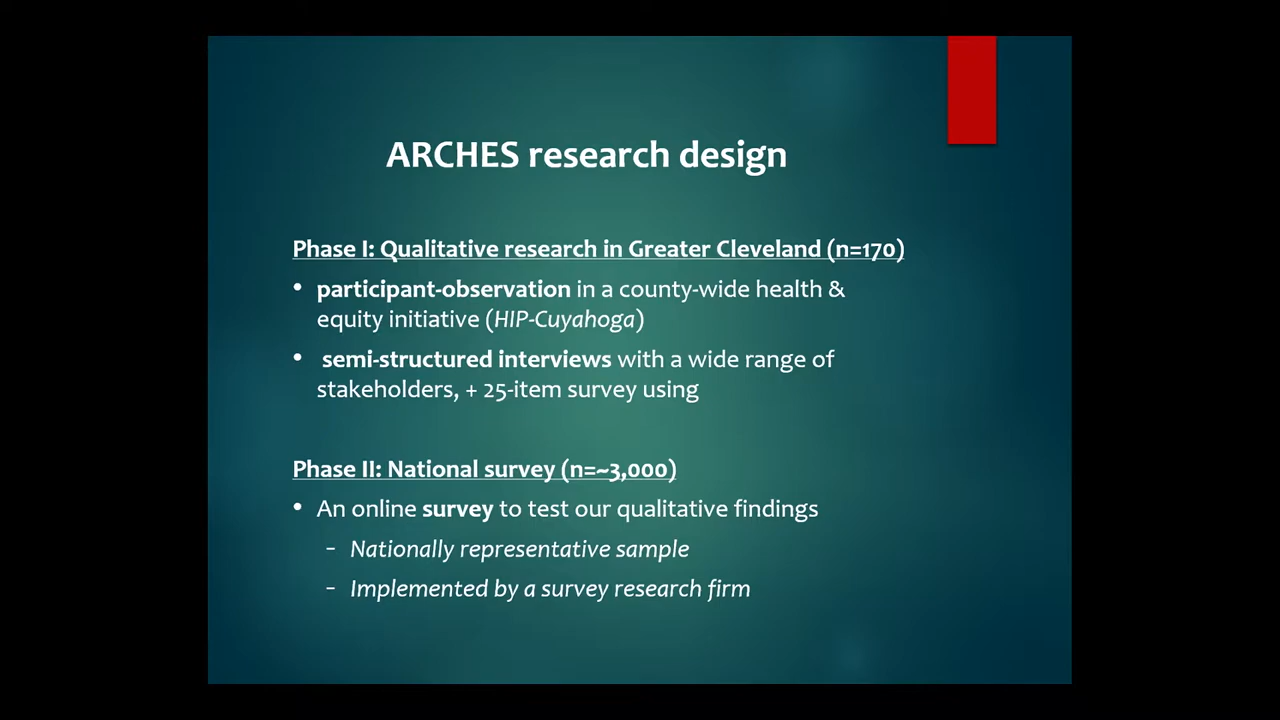 ARCHES research design
Phase I: Qualitative research in Greater Cleveland (n=170)
• participant-observation in a county-wide health &
equity initiative (HIP-Cuyahoga)
• semi-structured interviews with a wide range of
stakeholders, + 25-item survey using
Phase II: National survey (n=~3,000)
• An online survey to test our qualitative findings
- Nationally representative sample
- Implemented by a survey research firm